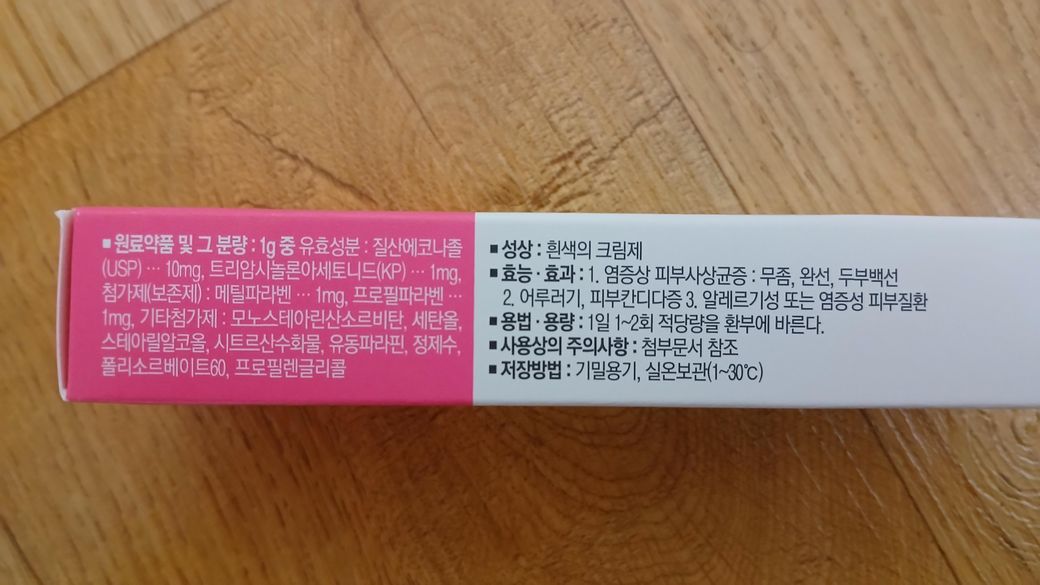 ■ 원료약품 및 그 분량 : 1g 중 유효성분 : 질산에코나졸
(USP) ··· 10mg, 트리암시놀론아세토니드(KP) ··· 1mg,
첨가제(보존제) : 메틸파라벤 ··· 1mg, 프로필파라벤 ···
1mg, 기타첨가제 : 모노스테아린산소르비탄, 세탄올,
스테아릴알코올, 시트르산수화물, 유동파라핀, 정제수,
폴리소르베이트60, 프로필렌글리콜
■ 성상 : 흰색의 크림제
■ 효능 · 효과 : 1. 염증상 피부사상균증 : 무좀, 완선, 두부백선
2. 어루러기, 피부칸디다증 3. 알레르기성 또는 염증성 피부질환
■ 용법 · 용량 : 1일 1~2회 적당량을 환부에 바른다.
■ 사용상의 주의사항 : 첨부문서 참조
■ 저장방법 : 기밀용기, 실온보관(1~30℃)